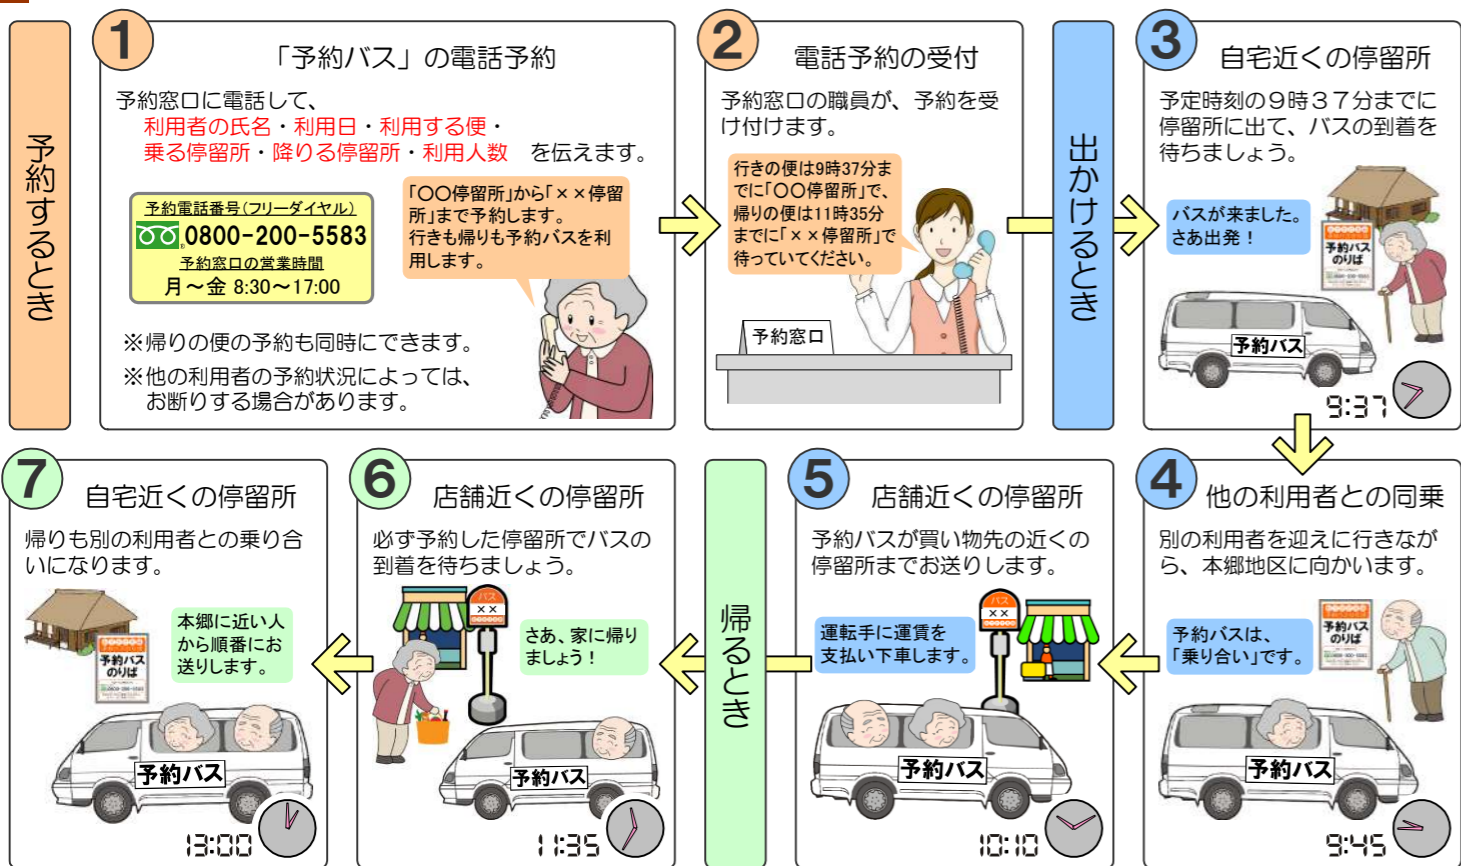 予約するとき
1
「予約バス」の電話予約
予約窓口に電話して、
利用者の氏名・利用日・利用する便・
乗る停留所・降りる停留所・利用人数　を伝えます。
予約電話番号(フリーダイヤル)
0800-200-5583
予約窓口の営業時間
月～金 8:30～17:00
「〇〇停留所」から「××停留
所」まで予約します。
行きも帰りも予約バスを利
用します。
※帰りの便の予約も同時にできます。
※他の利用者の予約状況によっては、
お断りする場合があります。
2
電話予約の受付
予約窓口の職員が、予約を受
け付けます。
行きの便は9時37分ま
でに「〇〇停留所」で、
帰りの便は11時35分
までに「××停留所」で
待っていてください。
予約窓口
出かけるとき
3
自宅近くの停留所
予定時刻の9時37分までに
停留所に出て、バスの到着を
待ちましょう。
バスが来ました。
さあ出発！
予約バス
のりば
予約バス
9:37
4
他の利用者との同乗
別の利用者を迎えに行きなが
ら、本郷地区に向かいます。
予約バスは、
「乗り合い」です。
予約バス
のりば
予約バス
9:45
5
店舗近くの停留所
予約バスが買い物先の近くの
停留所までお送りします。
運転手に運賃を
支払い下車します。
バス
××
予約バス
10:10
帰るとき
6
店舗近くの停留所
必ず予約した停留所でバスの
到着を待ちましょう。
バス
××
さあ、家に帰り
ましょう！
予約バス
11:35
7
自宅近くの停留所
帰りも別の利用者との乗り合
いになります。
本郷に近い人
から順番にお
送りします。
予約バス
のりば
予約バス
13:00